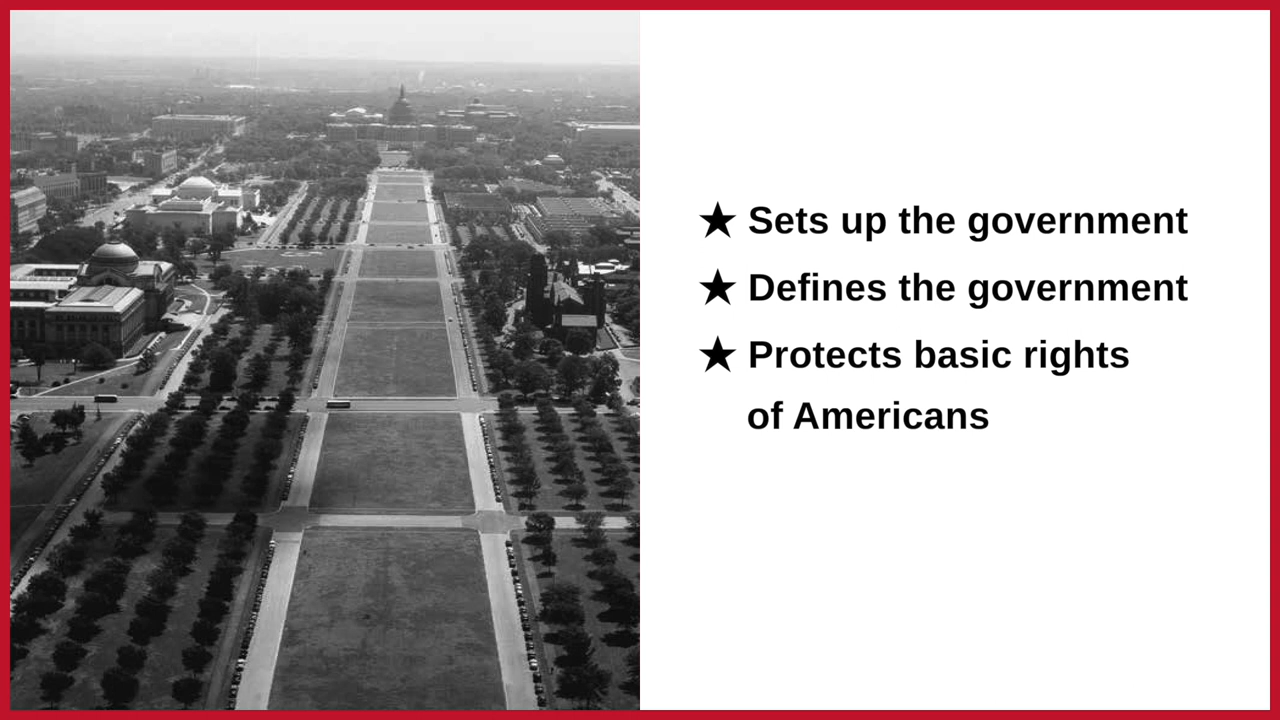 ★ Sets up the government
★ Defines the government
★ Protects basic rights
of Americans